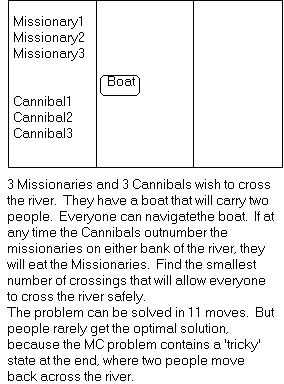 Missionary1
Missionary2
Missionary3
Boat
Cannibal1
Cannibal2
Cannibal3
3 Missionaries and 3 Cannibals wish to cross
the river.  They have a boat that will carry two
people.  Everyone can navigatethe boat.  If at
any time the Cannibals outnumber the
missionaries on either bank of the river, they
will eat the Missionaries.  Find the smallest
number of crossings that will allow everyone
to cross the river safely.
The problem can be solved in 11 moves.  But
people rarely get the optimal solution,
because the MC problem contains a 'tricky'
state at the end, where two people move
back across the river.